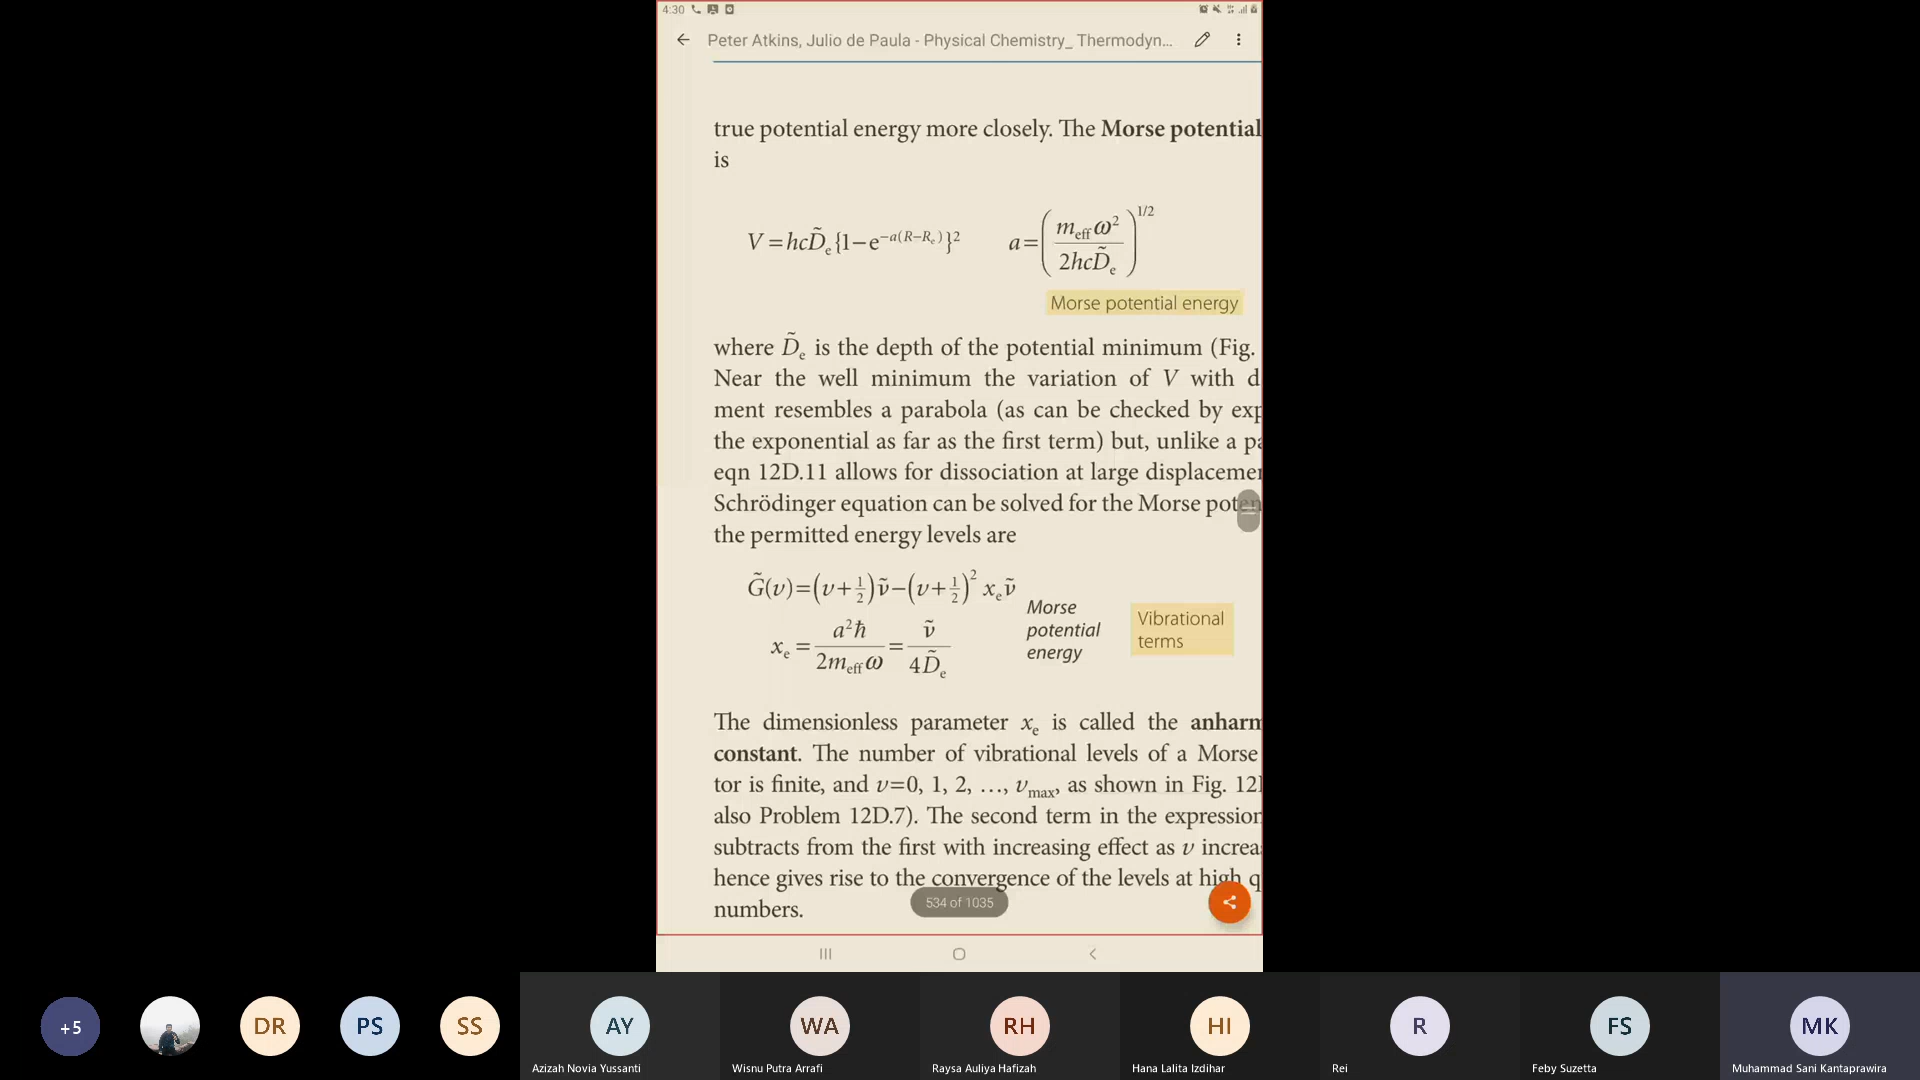 4:30
Peter Atkins, Julio de Paula - Physical Chemistry_ Thermodyn...
true potential energy more closely. The Morse potential
is
V = hcD̃e{1−e^−a(R−Re)}² a = (meffω² / 2hcD̃e)^1/2
Morse potential energy
where D̃e is the depth of the potential minimum (Fig.
Near the well minimum the variation of V with d
ment resembles a parabola (as can be checked by exp
the exponential as far as the first term) but, unlike a pa
eqn 12D.11 allows for dissociation at large displacemen
Schrödinger equation can be solved for the Morse poten
the permitted energy levels are
G̃(υ)=(υ+½)ν̃−(υ+½)²xeν̃
xe = a²ħ / 2meffω = ν̃ / 4D̃e
Morse
potential
energy
Vibrational
terms
The dimensionless parameter xe is called the anharm
constant. The number of vibrational levels of a Morse
tor is finite, and υ=0, 1, 2, …, υmax, as shown in Fig. 12
also Problem 12D.7). The second term in the expression
subtracts from the first with increasing effect as υ increa
hence gives rise to the convergence of the levels at high q
numbers.
534 of 1035
+5
DR
PS
SS
AY
WA
RH
HI
R
FS
MK
Azizah Novia Yussanti
Wisnu Putra Arrafi
Raysa Auliya Hafizah
Hana Lalita Izdihar
Rei
Feby Suzetta
Muhammad Sani Kantaprawira